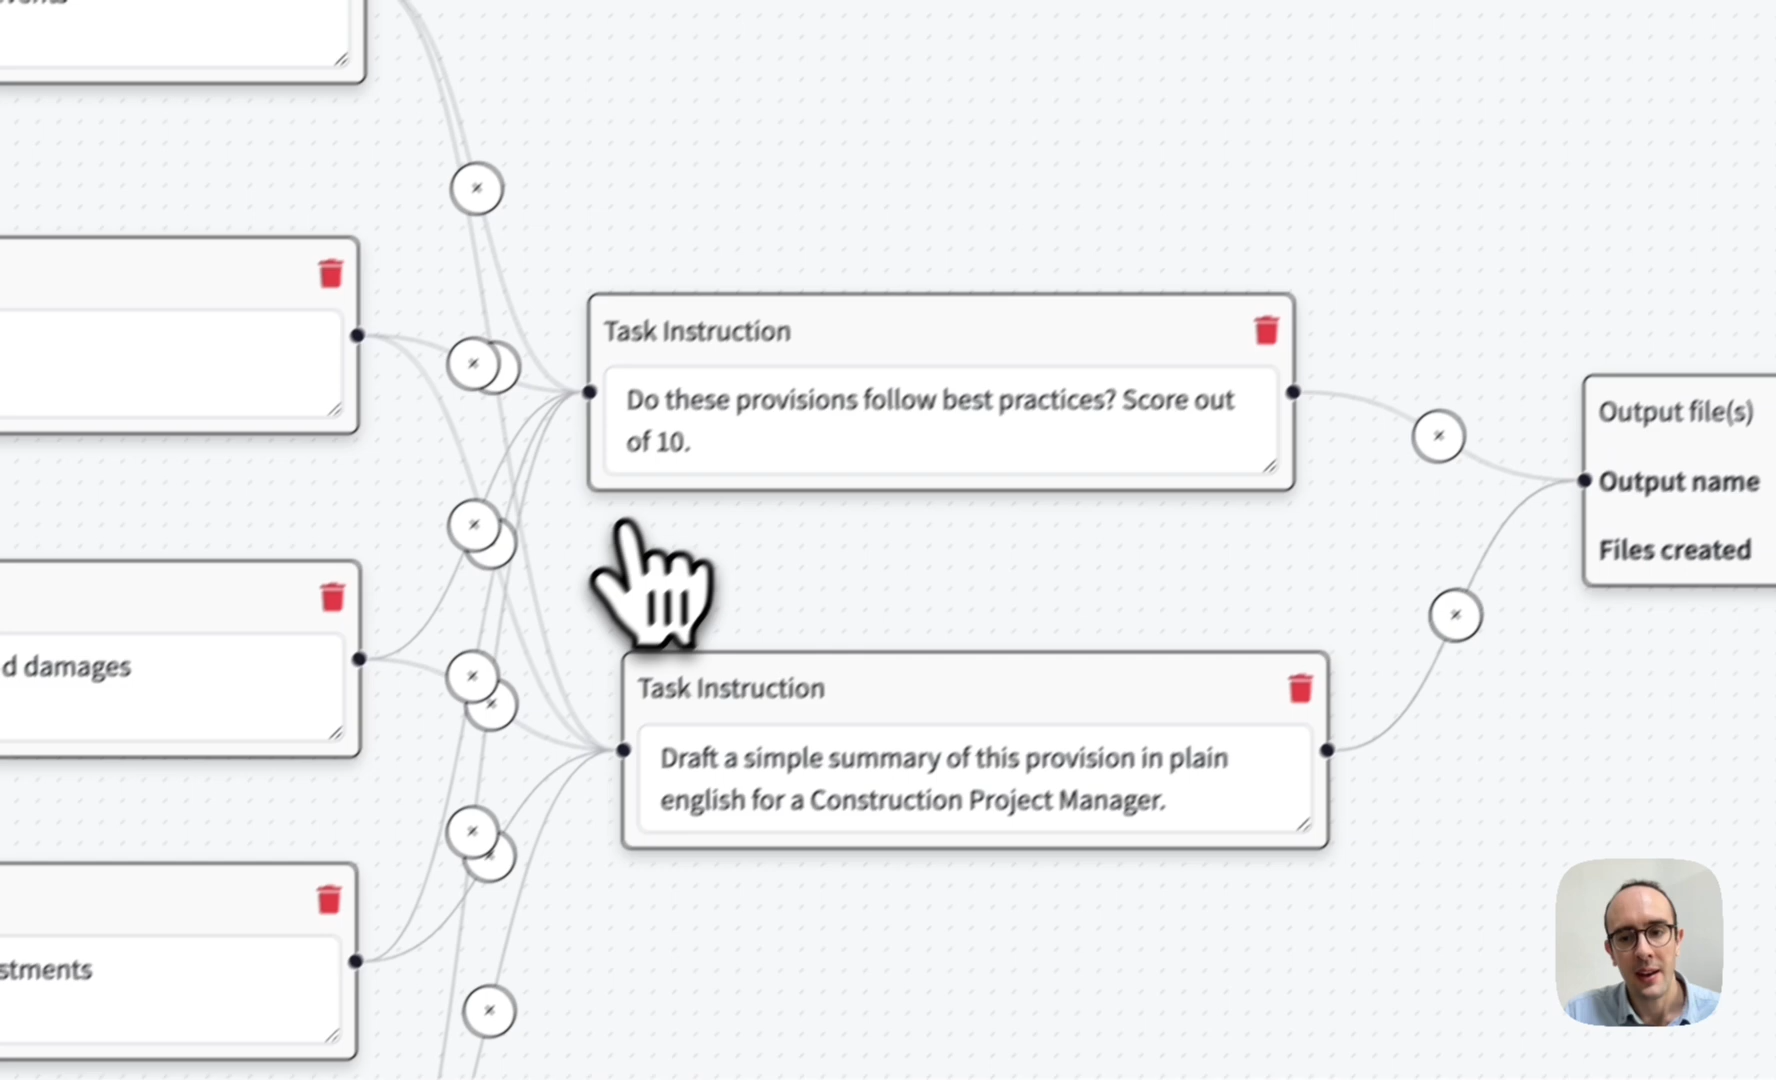 Task Instruction
Do these provisions follow best practices? Score out
of 10.
Output file(s)
Output name
Files created
d damages
Task Instruction
Draft a simple summary of this provision in plain
english for a Construction Project Manager.
stments